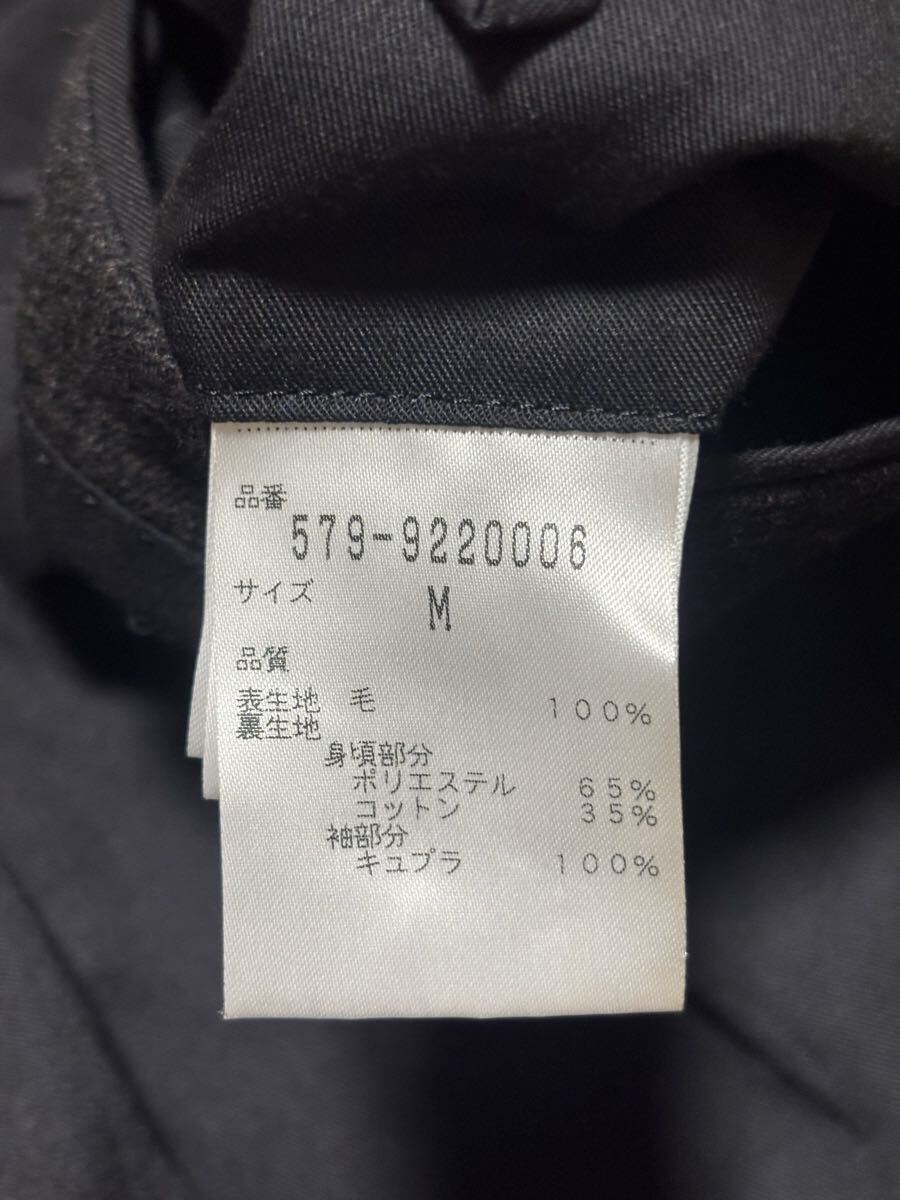 品番
579-9220006
サイズ
M
品質
表生地 毛 100%
裏生地
身頃部分
ポリエステル 65%
コットン 35%
袖部分
キュプラ 100%